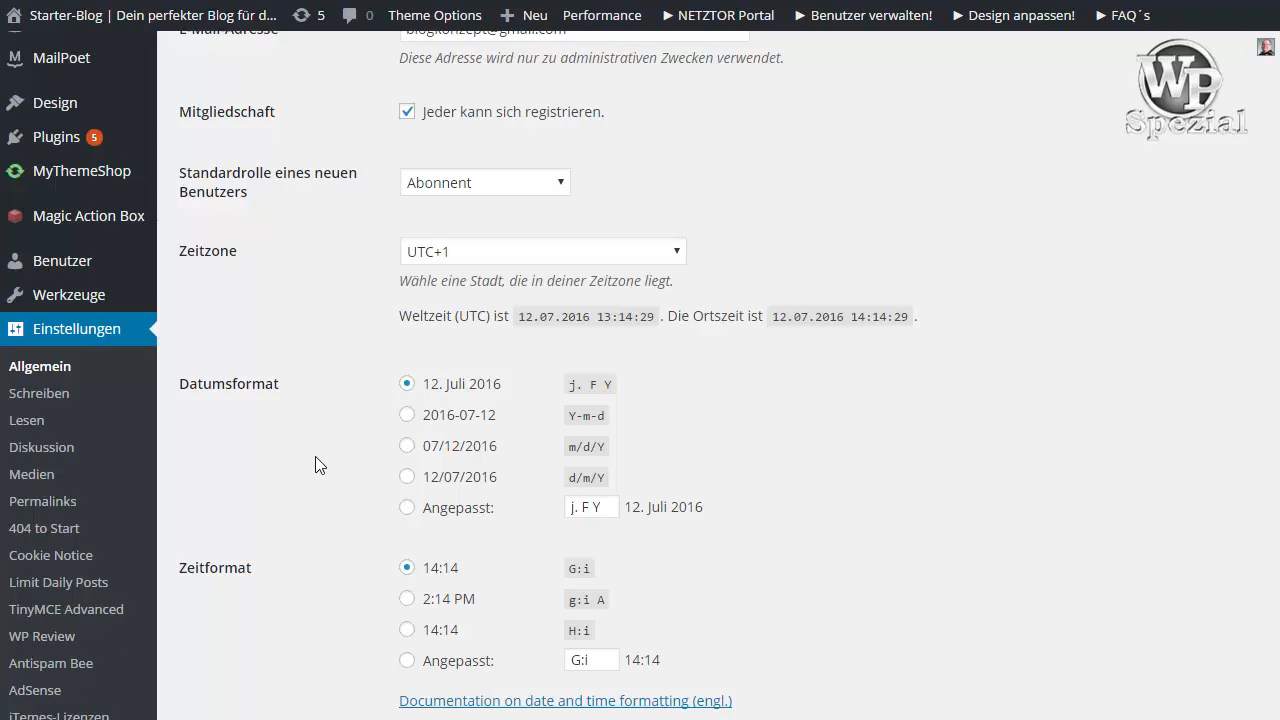 Starter-Blog | Dein perfekter Blog für d... 5 0 Theme Options Neu Performance ▶ NETZTOR Portal ▶ Benutzer verwalten! ▶ Design anpassen! ▶ FAQ´s
E-Mail-Adresse blogkonzept@gmail.com
Diese Adresse wird nur zu administrativen Zwecken verwendet.
WP
Spezial
Mitgliedschaft Jeder kann sich registrieren.
Standardrolle eines neuen
Benutzers
Abonnent
Zeitzone UTC+1
Wähle eine Stadt, die in deiner Zeitzone liegt.
Weltzeit (UTC) ist 12.07.2016 13:14:29 . Die Ortszeit ist 12.07.2016 14:14:29 .
Datumsformat 12. Juli 2016 j. F Y
2016-07-12 Y-m-d
07/12/2016 m/d/Y
12/07/2016 d/m/Y
Angepasst: j. F Y 12. Juli 2016
Zeitformat 14:14 G:i
2:14 PM g:i A
14:14 H:i
Angepasst: G:i 14:14
Documentation on date and time formatting (engl.)
MailPoet
Design
Plugins 5
MyThemeShop
Magic Action Box
Benutzer
Werkzeuge
Einstellungen
Allgemein
Schreiben
Lesen
Diskussion
Medien
Permalinks
404 to Start
Cookie Notice
Limit Daily Posts
TinyMCE Advanced
WP Review
Antispam Bee
AdSense
iTemes-Lizenzen